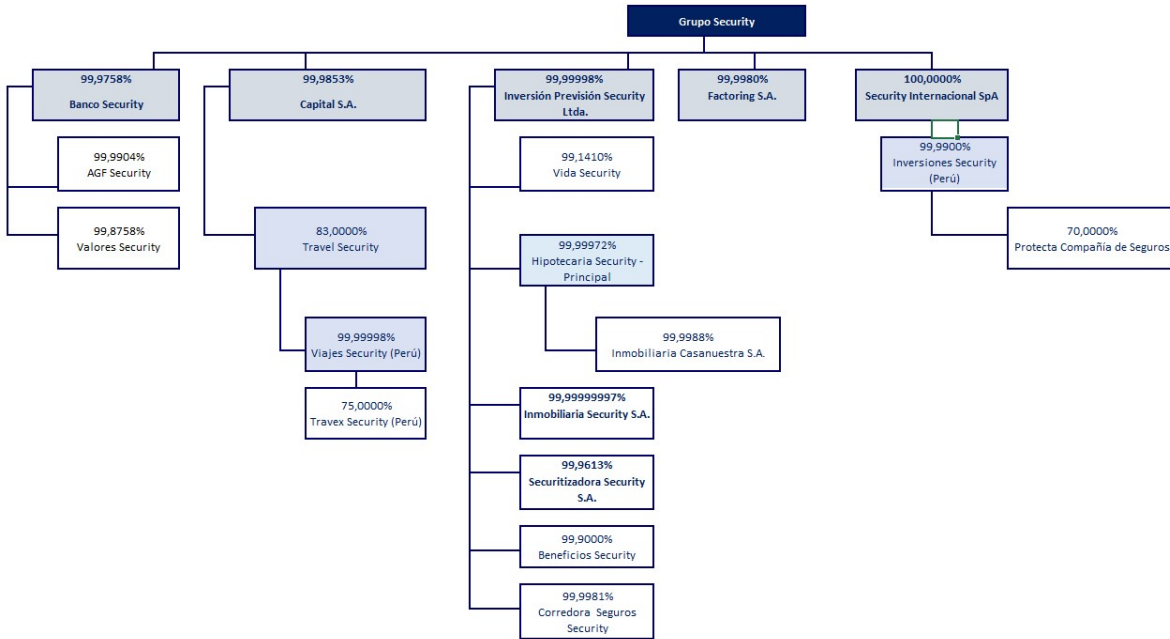 Grupo Security
99,9758%
Banco Security
99,9853%
Capital S.A.
99,99998%
Inversión Previsión Security
Ltda.
99,9980%
Factoring S.A.
100,0000%
Security Internacional SpA
99,9904%
AGF Security
99,1410%
Vida Security
99,9900%
Inversiones Security
(Perú)
99,8758%
Valores Security
83,0000%
Travel Security
99,99972%
Hipotecaria Security -
Principal
70,0000%
Protecta Compañía de Seguros
99,99998%
Viajes Security (Perú)
99,9988%
Inmobiliaria Casanuestra S.A.
75,0000%
Travex Security (Perú)
99,99999997%
Inmobiliaria Security S.A.
99,9613%
Securitizadora Security
S.A.
99,9000%
Beneficios Security
99,9981%
Corredora Seguros
Security